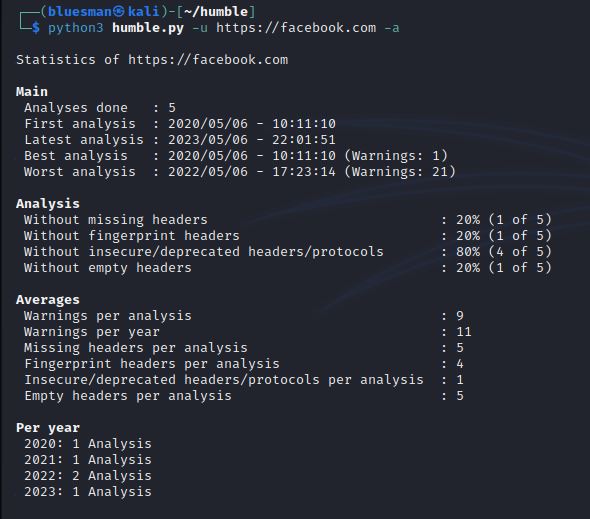 ┌──(bluesman㉿kali)-[~/humble]
└─$ python3 humble.py -u https://facebook.com -a
Statistics of https://facebook.com
Main
Analyses done : 5
First analysis : 2020/05/06 - 10:11:10
Latest analysis : 2023/05/06 - 22:01:51
Best analysis : 2020/05/06 - 10:11:10 (Warnings: 1)
Worst analysis : 2022/05/06 - 17:23:14 (Warnings: 21)
Analysis
Without missing headers : 20% (1 of 5)
Without fingerprint headers : 20% (1 of 5)
Without insecure/deprecated headers/protocols : 80% (4 of 5)
Without empty headers : 20% (1 of 5)
Averages
Warnings per analysis : 9
Warnings per year : 11
Missing headers per analysis : 5
Fingerprint headers per analysis : 4
Insecure/deprecated headers/protocols per analysis : 1
Empty headers per analysis : 5
Per year
2020: 1 Analysis
2021: 1 Analysis
2022: 2 Analysis
2023: 1 Analysis